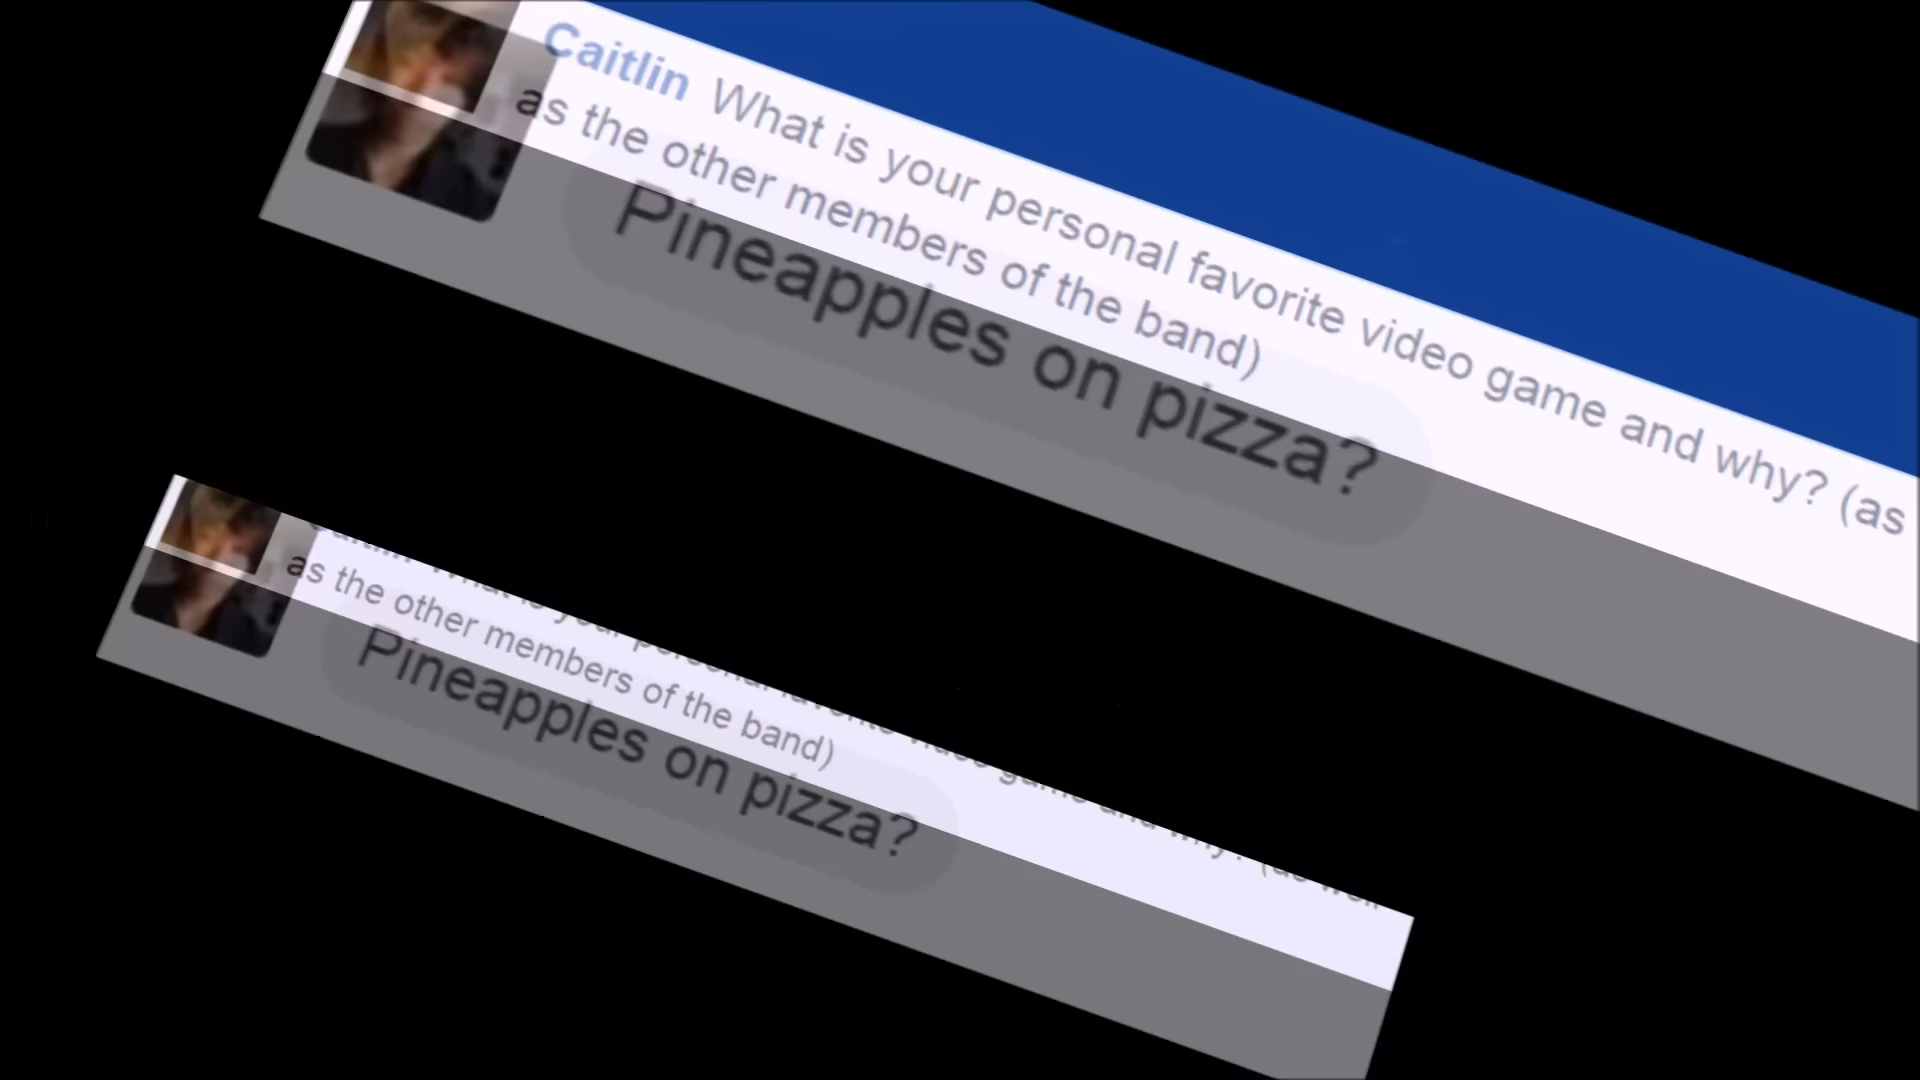 Caitlin What is your personal favorite video game and why? (as
as the other members of the band)
Pineapples on pizza?
as the other members of the band)
Pineapples on pizza?